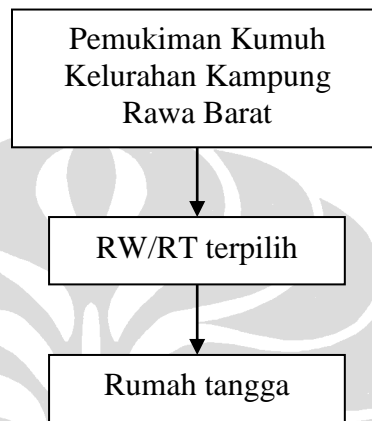 Pemukiman Kumuh
Kelurahan Kampung
Rawa Barat
RW/RT terpilih
Rumah tangga